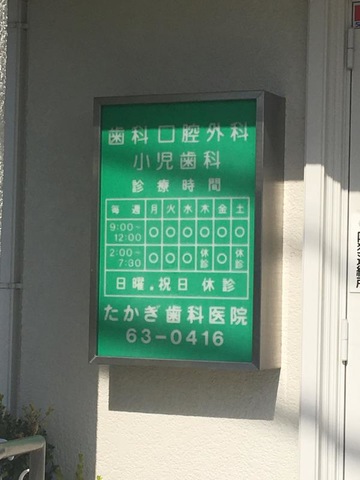 歯科口腔外科
小児歯科
診療時間
毎週 月 火 水 木 金 土
9:00~12:00 ○ ○ ○ ○ ○ ○
2:00~7:30 ○ ○ ○ 休診 ○ 休診
日曜.祝日 休診
たかぎ歯科医院
63-0416